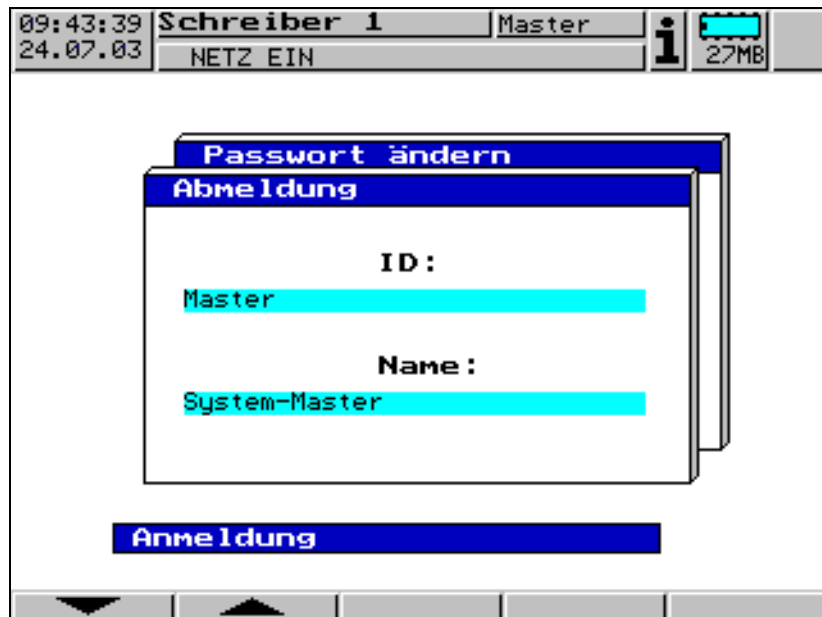 09:43:39 Schreiber 1 Master
24.07.03 NETZ EIN 27MB
Passwort ändern
Abmeldung
ID:
Master
Name:
System-Master
Anmeldung